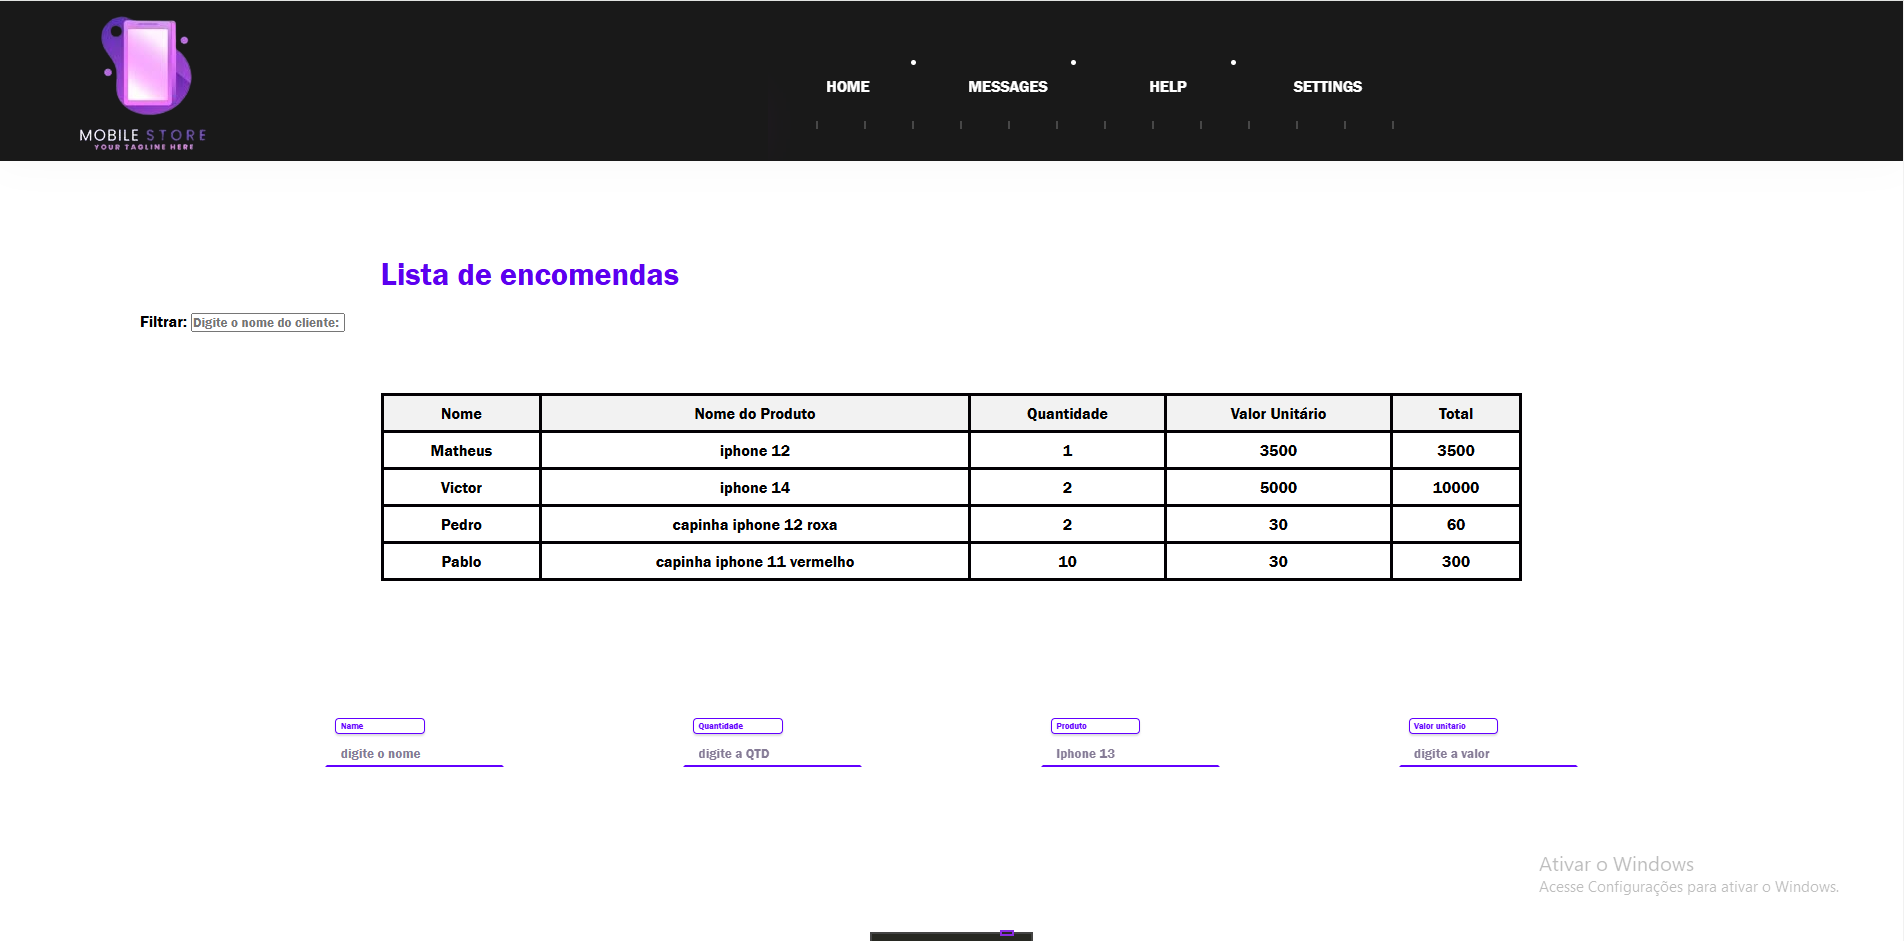 MOBILE STORE
YOUR TAGLINE HERE
HOME MESSAGES HELP SETTINGS
Lista de encomendas
Filtrar: Digite o nome do cliente:
Nome Nome do Produto Quantidade Valor Unitário Total
Matheus iphone 12 1 3500 3500
Victor iphone 14 2 5000 10000
Pedro capinha iphone 12 roxa 2 30 60
Pablo capinha iphone 11 vermelho 10 30 300
Name Quantidade Produto Valor unitario
digite o nome digite a QTD Iphone 13 digite a valor
Ativar o Windows
Acesse Configurações para ativar o Windows.